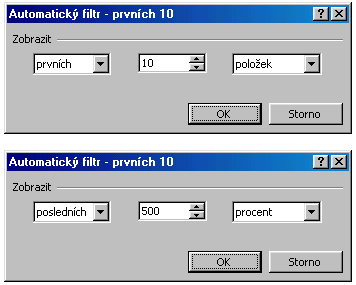 Automatický filtr - prvních 10
Zobrazit
prvních 10 položek
OK Storno
Automatický filtr - prvních 10
Zobrazit
posledních 500 procent
OK Storno